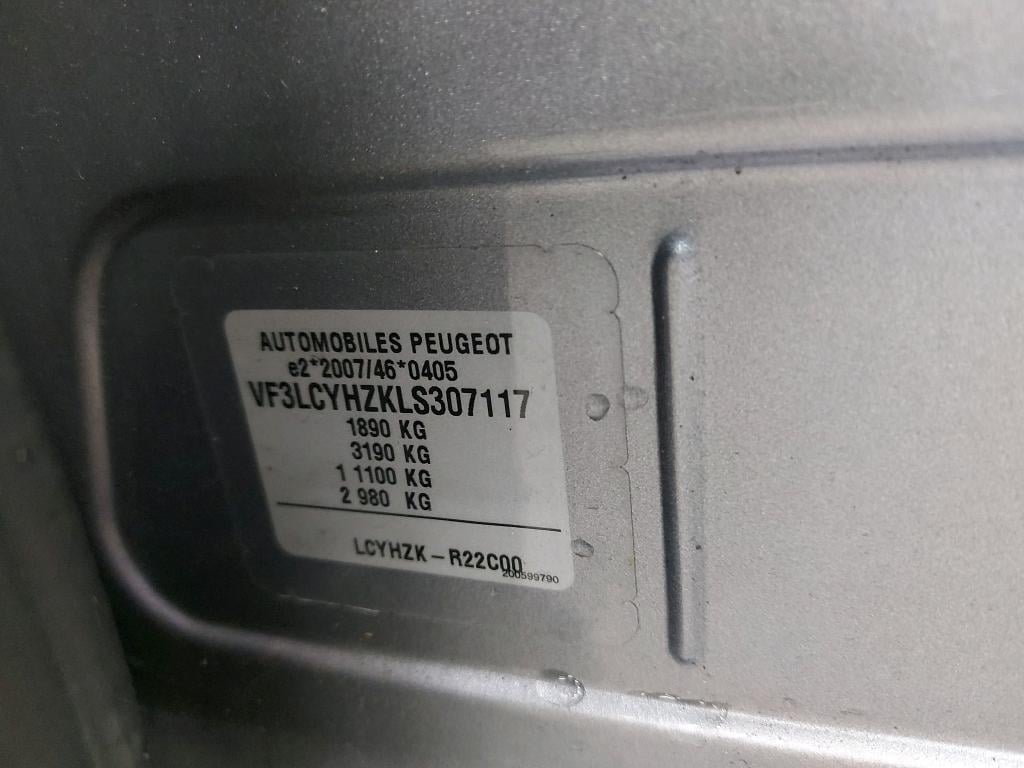 AUTOMOBILES PEUGEOT
e2*2007/46*0405
VF3LCYHZKLS307117
1890 KG
3190 KG
1 1100 KG
2 980 KG
LCYHZK - R22C00
200599790